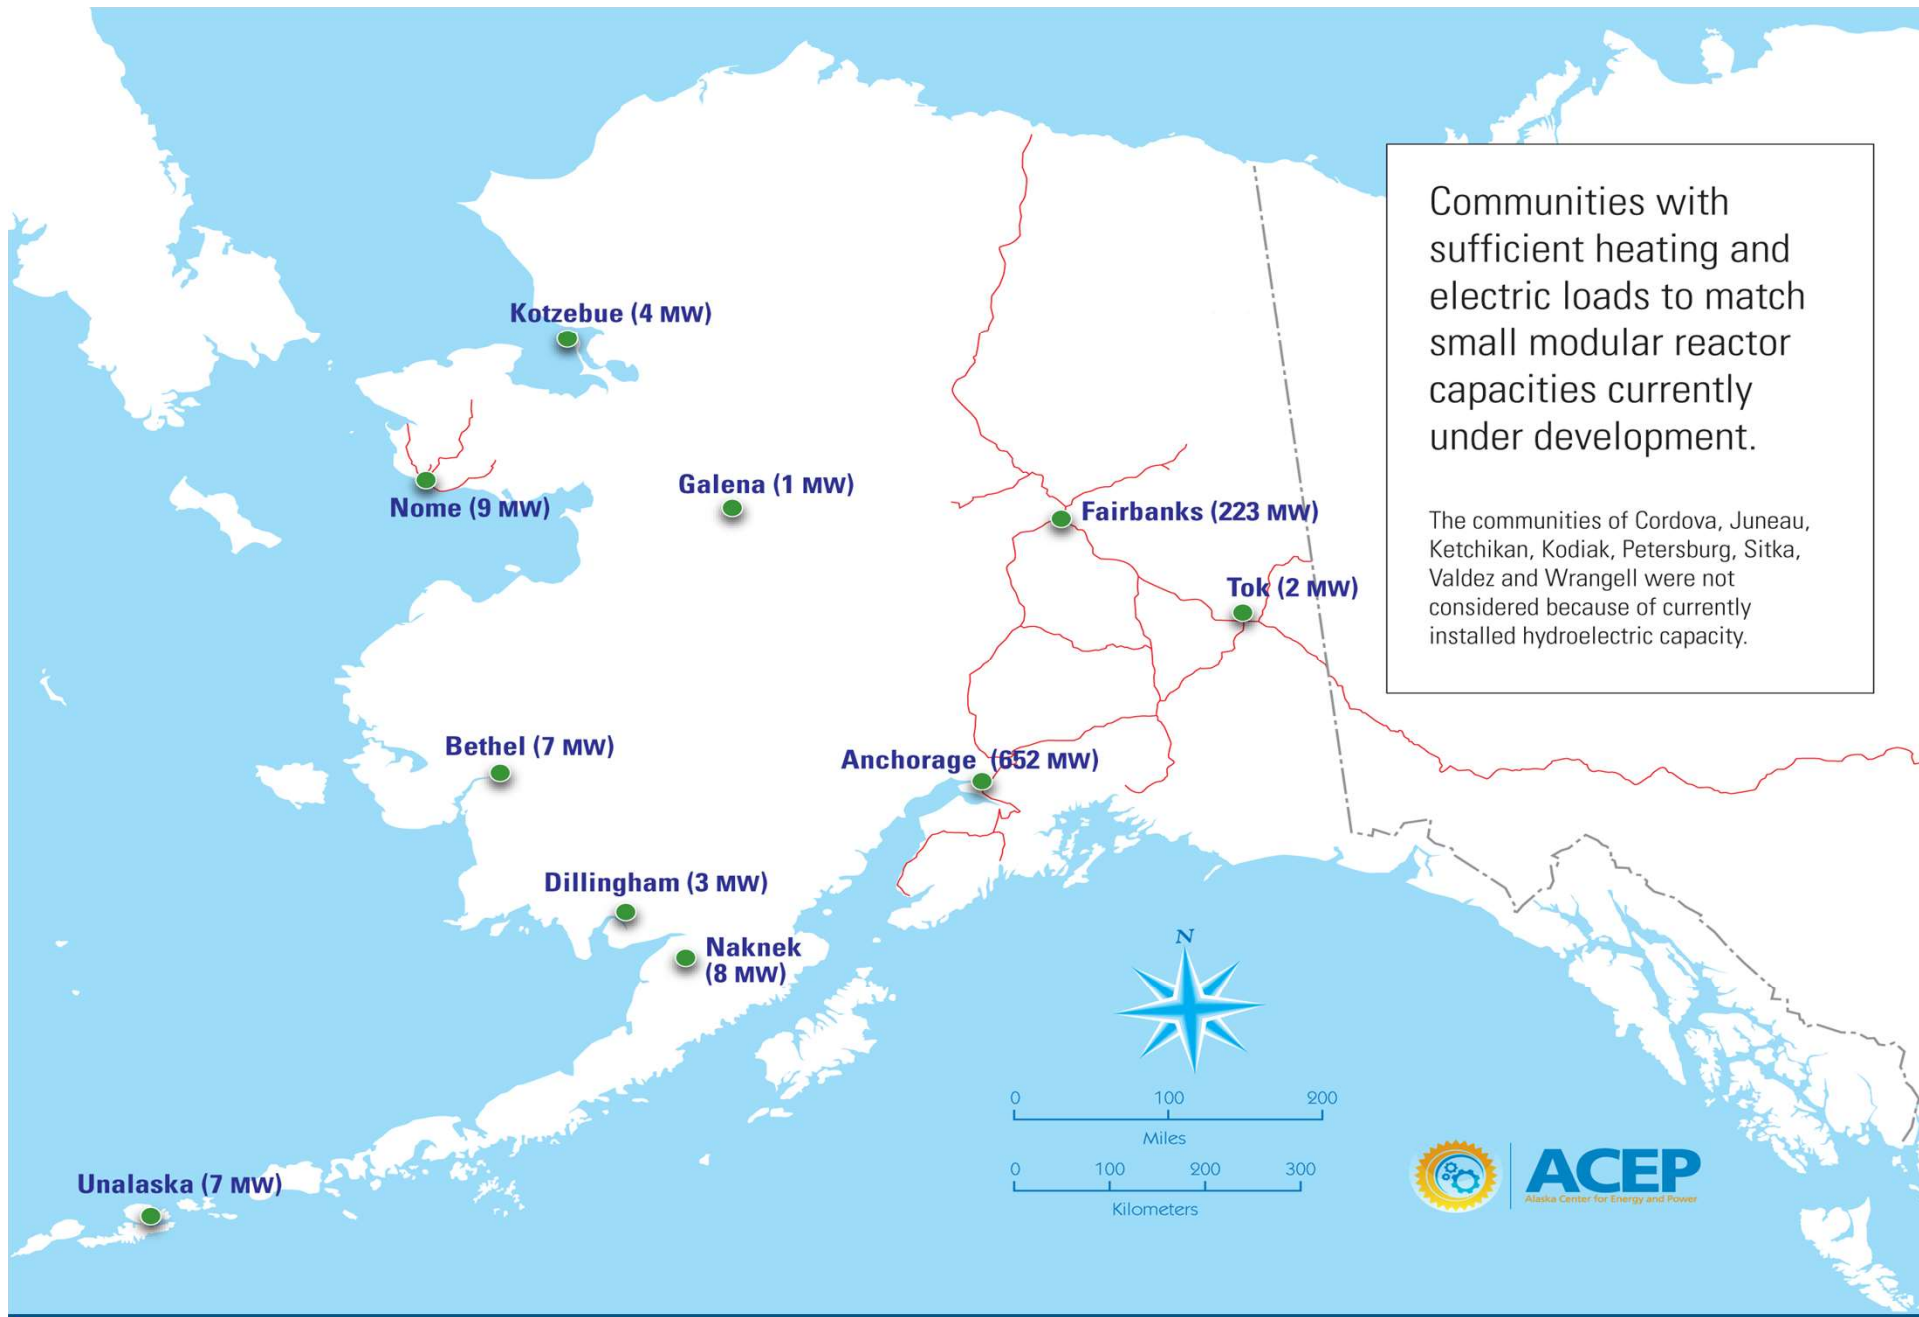 Communities with
sufficient heating and
electric loads to match
small modular reactor
capacities currently
under development.
The communities of Cordova, Juneau,
Ketchikan, Kodiak, Petersburg, Sitka,
Valdez and Wrangell were not
considered because of currently
installed hydroelectric capacity.
Kotzebue (4 MW)
Galena (1 MW)
Nome (9 MW)
Fairbanks (223 MW)
Tok (2 MW)
Bethel (7 MW)
Anchorage (652 MW)
Dillingham (3 MW)
Naknek
(8 MW)
Unalaska (7 MW)
N
0 100 200
Miles
0 100 200 300
Kilometers
ACEP
Alaska Center for Energy and Power